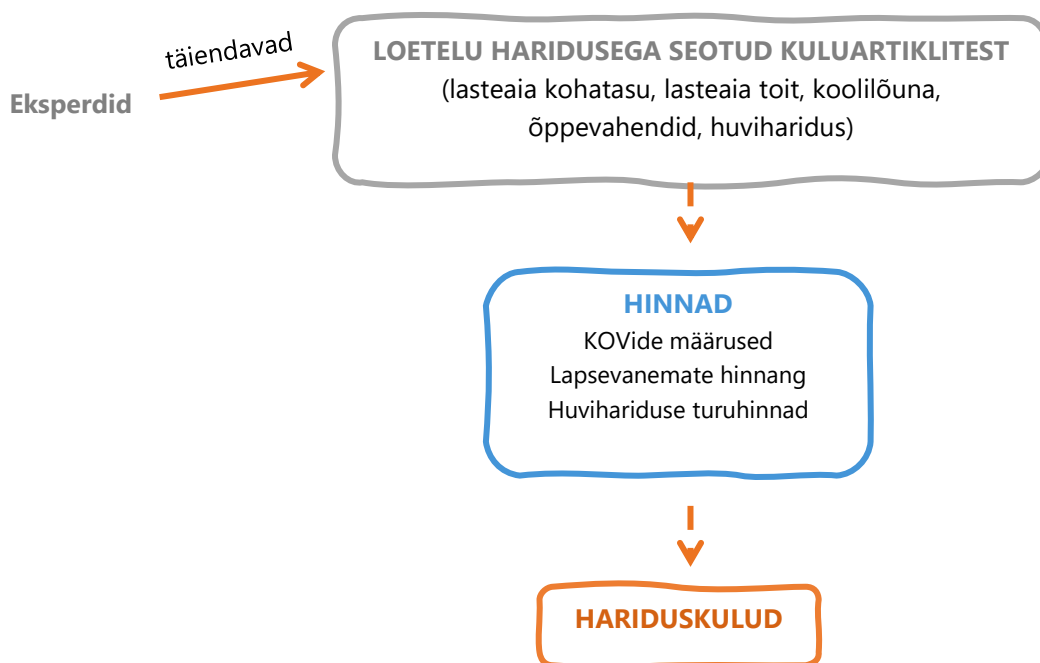 täiendavad
Eksperdid
LOETELU HARIDUSEGA SEOTUD KULUARTIKLITEST
(lasteaia kohatasu, lasteaia toit, koolilõuna,
õppevahendid, huviharidus)
HINNAD
KOVide määrused
Lapsevanemate hinnang
Huvihariduse turuhinnad
HARIDUSKULUD